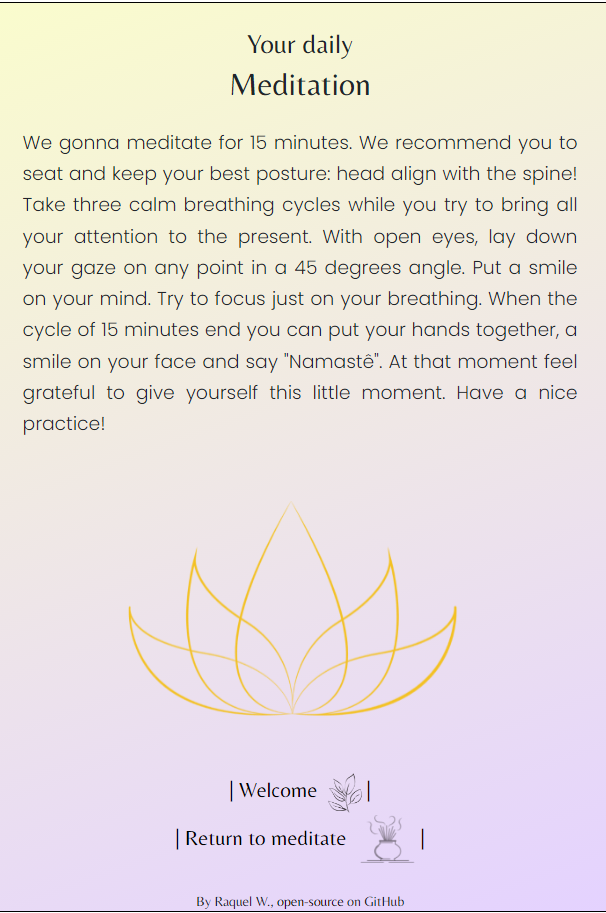 Your daily
Meditation
We gonna meditate for 15 minutes. We recommend you to
seat and keep your best posture: head align with the spine!
Take three calm breathing cycles while you try to bring all
your attention to the present. With open eyes, lay down
your gaze on any point in a 45 degrees angle. Put a smile
on your mind. Try to focus just on your breathing. When the
cycle of 15 minutes end you can put your hands together, a
smile on your face and say "Namastê". At that moment feel
grateful to give yourself this little moment. Have a nice
practice!
| Welcome |
| Return to meditate |
By Raquel W., open-source on GitHub